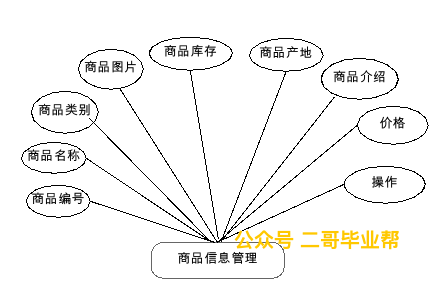 商品库存
商品产地
商品图片
商品介绍
商品类别
价格
商品名称
操作
商品编号
公众号 二哥毕业帮
商品信息管理